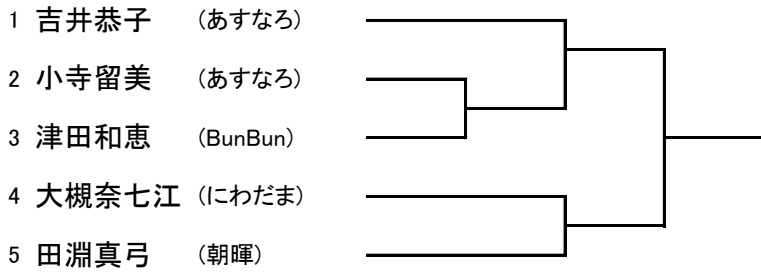 1 吉井恭子 (あすなろ)
2 小寺留美 (あすなろ)
3 津田和恵 (BunBun)
4 大槻奈七江 (にわだま)
5 田淵真弓 (朝暉)